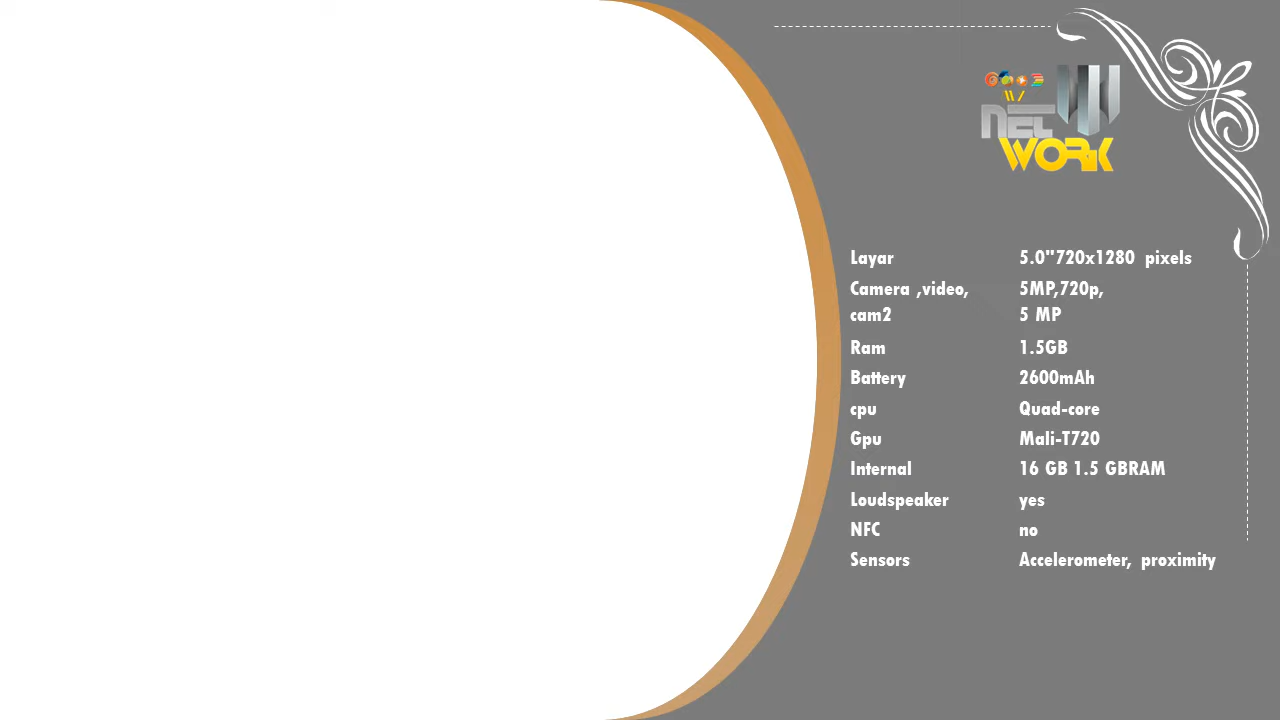 NET
WORK
Layar 5.0"720x1280 pixels
Camera ,video, 5MP,720p,
cam2 5 MP
Ram 1.5GB
Battery 2600mAh
cpu Quad-core
Gpu Mali-T720
Internal 16 GB 1.5 GBRAM
Loudspeaker yes
NFC no
Sensors Accelerometer, proximity